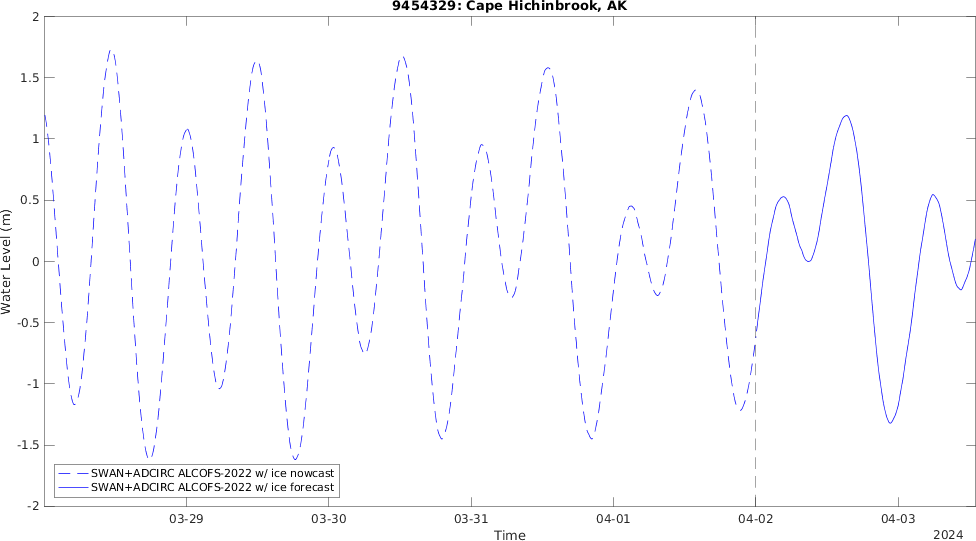 9454329: Cape Hichinbrook, AK
2
1.5
1
0.5
0
-0.5
-1
-1.5
-2
Water Level (m)
SWAN+ADCIRC ALCOFS-2022 w/ ice nowcast
SWAN+ADCIRC ALCOFS-2022 w/ ice forecast
03-29 03-30 03-31 04-01 04-02 04-03
Time
2024